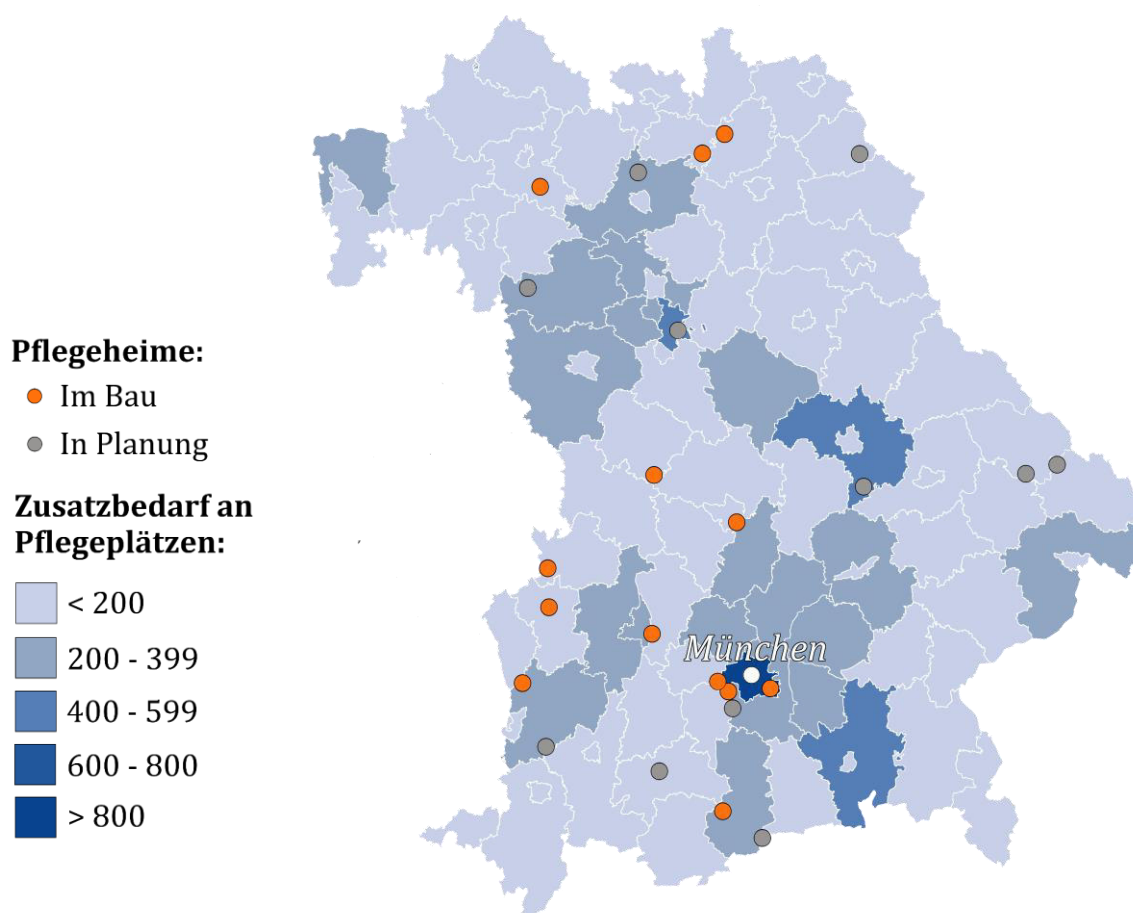 München
Pflegeheime:
Im Bau
In Planung
Zusatzbedarf an
Pflegeplätzen:
< 200
200 - 399
400 - 599
600 - 800
> 800